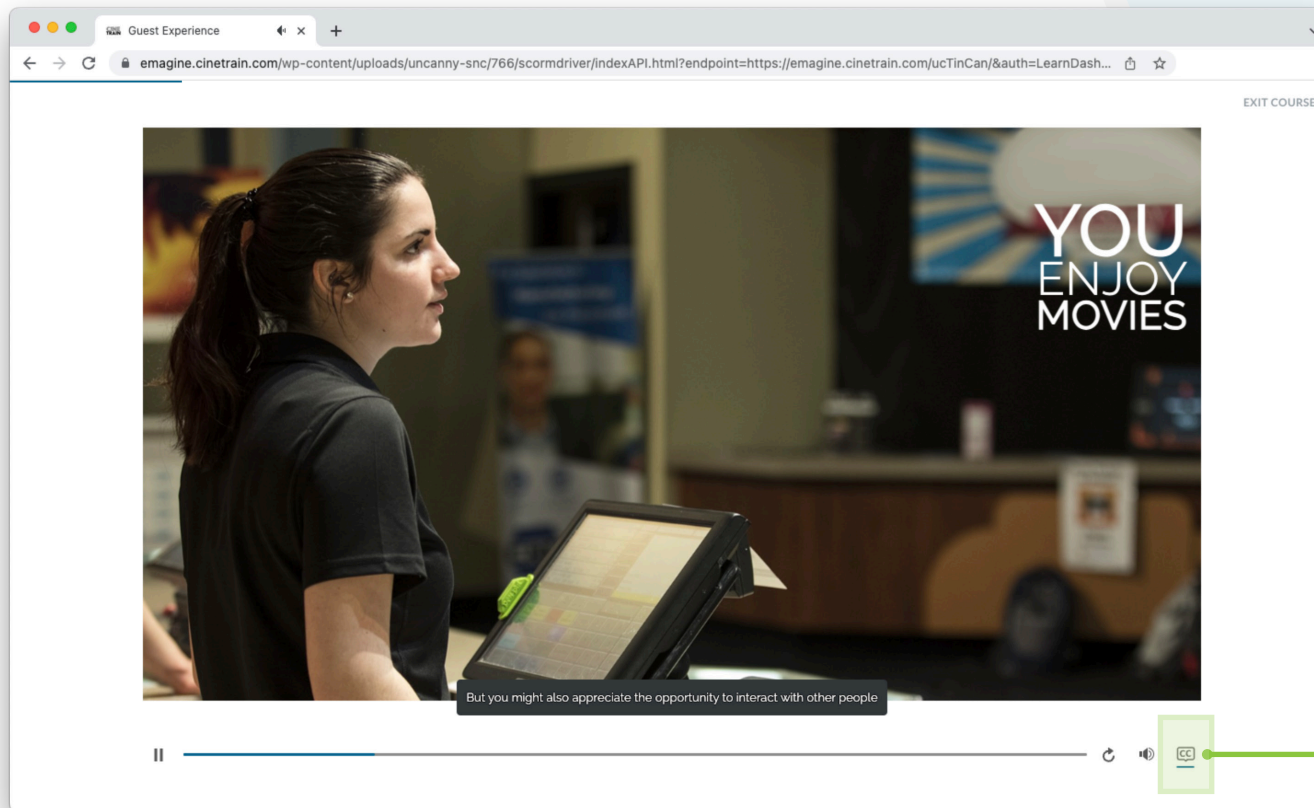 CINE
TRAIN
Guest Experience
emagine.cinetrain.com/wp-content/uploads/uncanny-snc/766/scormdriver/indexAPI.html?endpoint=https://emagine.cinetrain.com/ucTinCan/&auth=LearnDash...
EXIT COURSE
YOU
ENJOY
MOVIES
But you might also appreciate the opportunity to interact with other people
CC